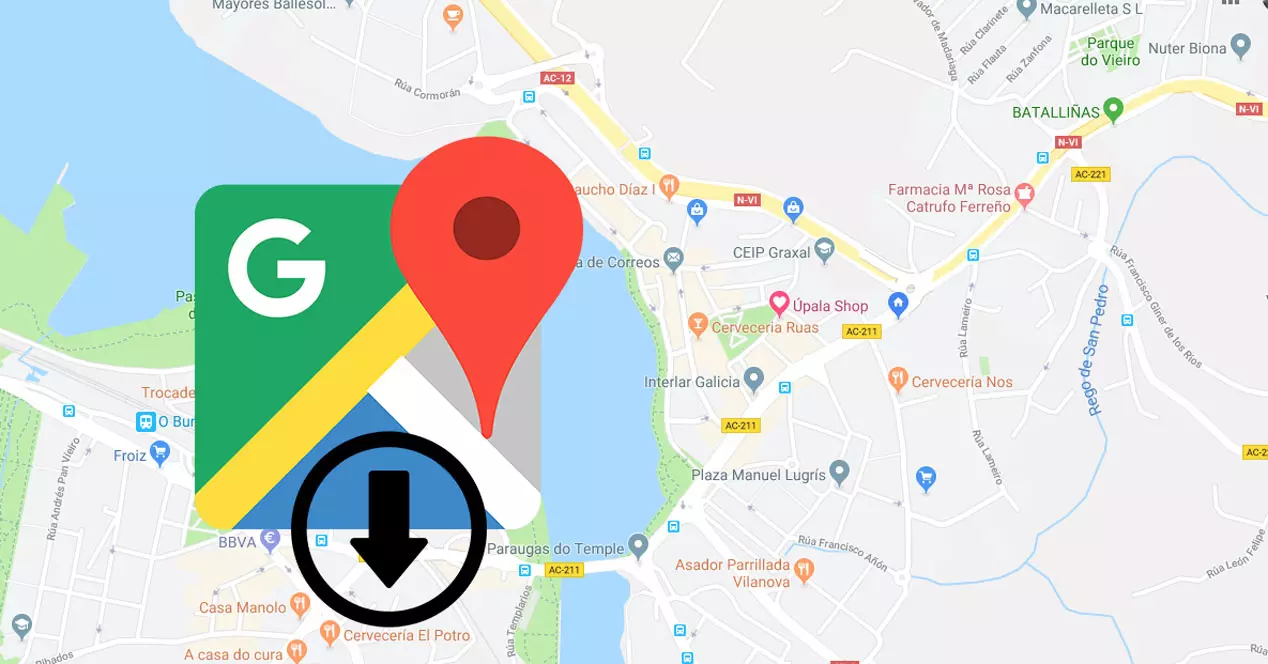 Mayores Ballesol...
Macarelleta S L
Rúa Clarinete
Rúa Flauta
Rúa Zanfona
Parque
do Vieiro
Nuter Biona
AC-12
Rúa Cormorán
BATALLIÑAS
N-VI
N-VI
AC-221
aucho Díaz I
N-VI
Farmacia Mª Rosa
Catrufo Ferreño
G
CEIP Graxal
a de Correos
Rúa Francisco Giner de los Rios
Pas
d
Úpala Shop
Rego de San Pedro
Cervecería Ruas
AC-211
Rúa Lameiro
Interlar Galicia
Cervecería Nos
Trocade
O Bur
AC-211
Froiz
Rúa Andrés Pan Vieiro
Rúa Lameiro
AC-2
Plaza Manuel Lugrís
BBVA
€
Paraugas do Temple
AC-211
Rúa Francisco Añón
Asador Parrillada
Vilanova
Rúa León Felipe
Casa Manolo
Rúa Templarios
Cervecería El Potro
A casa do cura